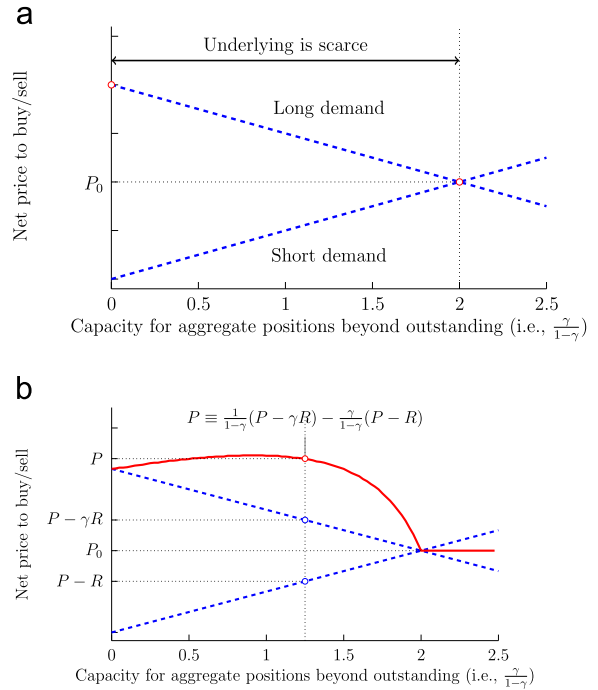 a
Underlying is scarce
Long demand
P₀
Short demand
Net price to buy/sell
0 0.5 1 1.5 2 2.5
Capacity for aggregate positions beyond outstanding (i.e., γ/(1−γ))
b
P ≡ 1/(1−γ)(P − γR) − γ/(1−γ)(P − R)
P
P − γR
P₀
P − R
Net price to buy/sell
0 0.5 1 1.5 2 2.5
Capacity for aggregate positions beyond outstanding (i.e., γ/(1−γ))